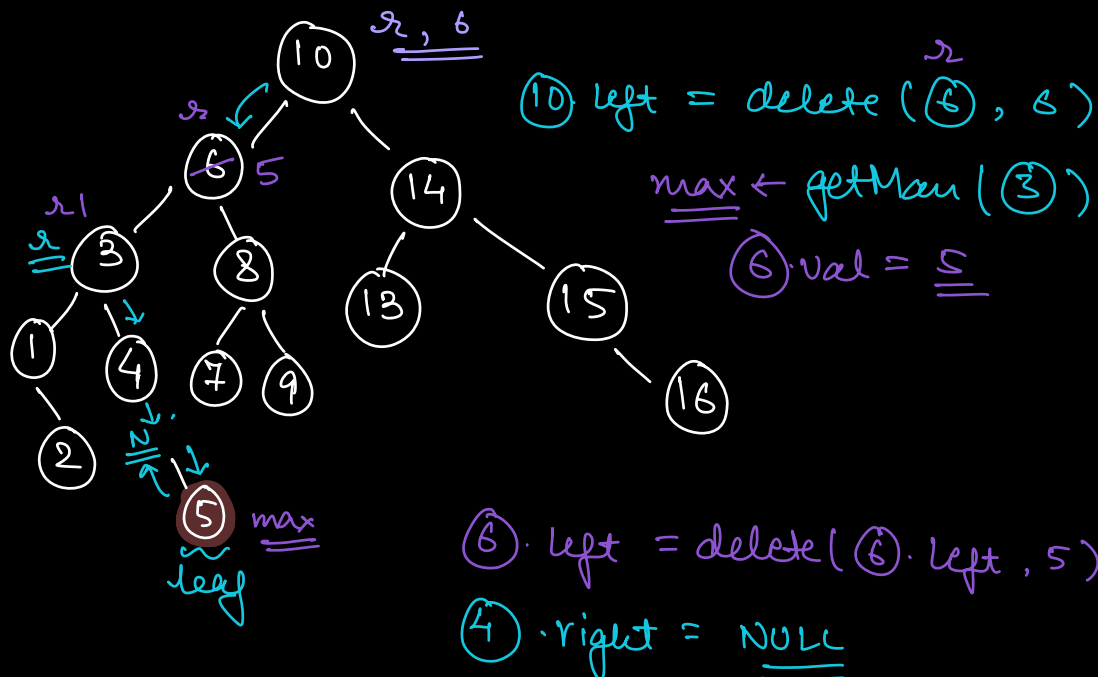 r, 6
10
r
10.left = delete(6, 6)
r
6 5
14
max ← getMax(3)
r1
r
3
8
6.val = 5
13
15
1
4
7
9
16
2
N
5
max
leaf
6.left = delete(6.left, 5)
4.right = NULL